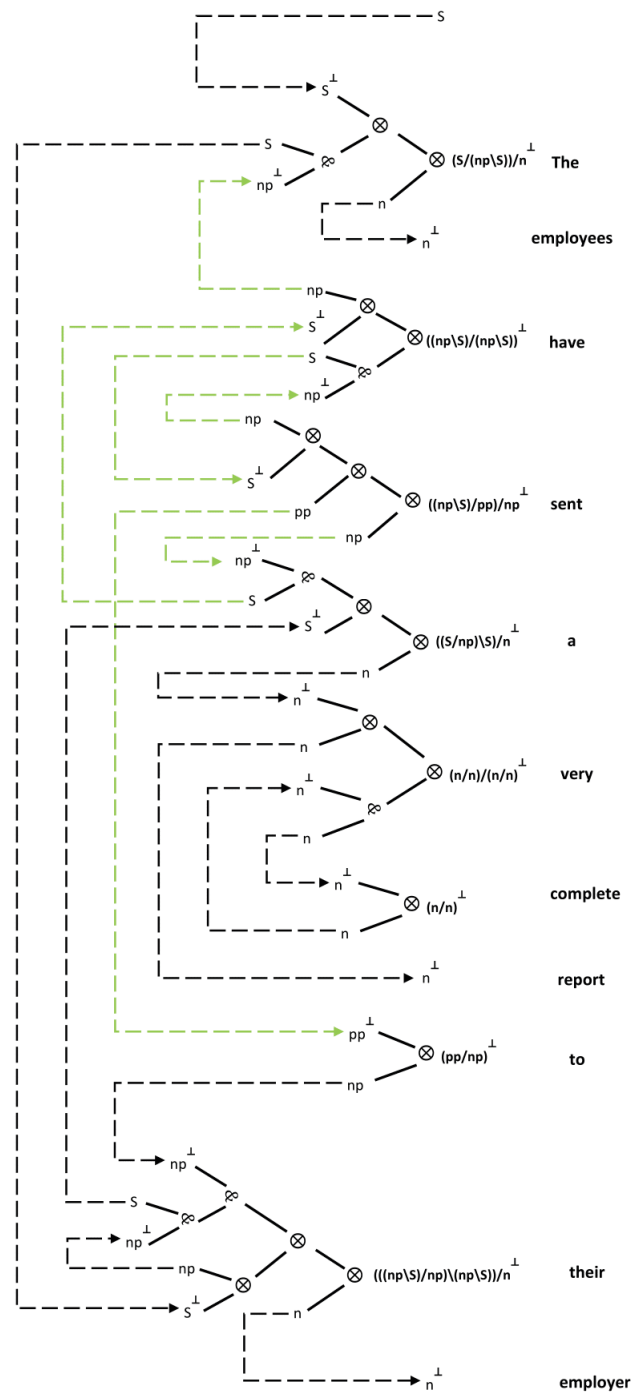 S
S⊥
⊗
S
⅋
⊗ (S/(np\S))/n⊥ The
np⊥
n
n⊥ employees
np
⊗
S⊥
⊗ ((np\S)/(np\S))⊥ have
S
⅋
np⊥
np
⊗
⊗
S⊥
⊗ ((np\S)/pp)/np⊥ sent
pp
np
np⊥
⅋
S
⊗
S⊥
⊗ ((S/np)\S)/n⊥ a
n
n⊥
⊗
n
⊗ (n/n)/(n/n)⊥ very
n⊥
⅋
n
n⊥ complete
⊗ (n/n)⊥
n
n⊥ report
pp⊥
⊗ (pp/np)⊥ to
np
np⊥
⅋
S
⅋
np⊥
⊗
np
⊗ (((np\S)/np)\(np\S))/n⊥ their
⊗
S⊥
n
n⊥ employer